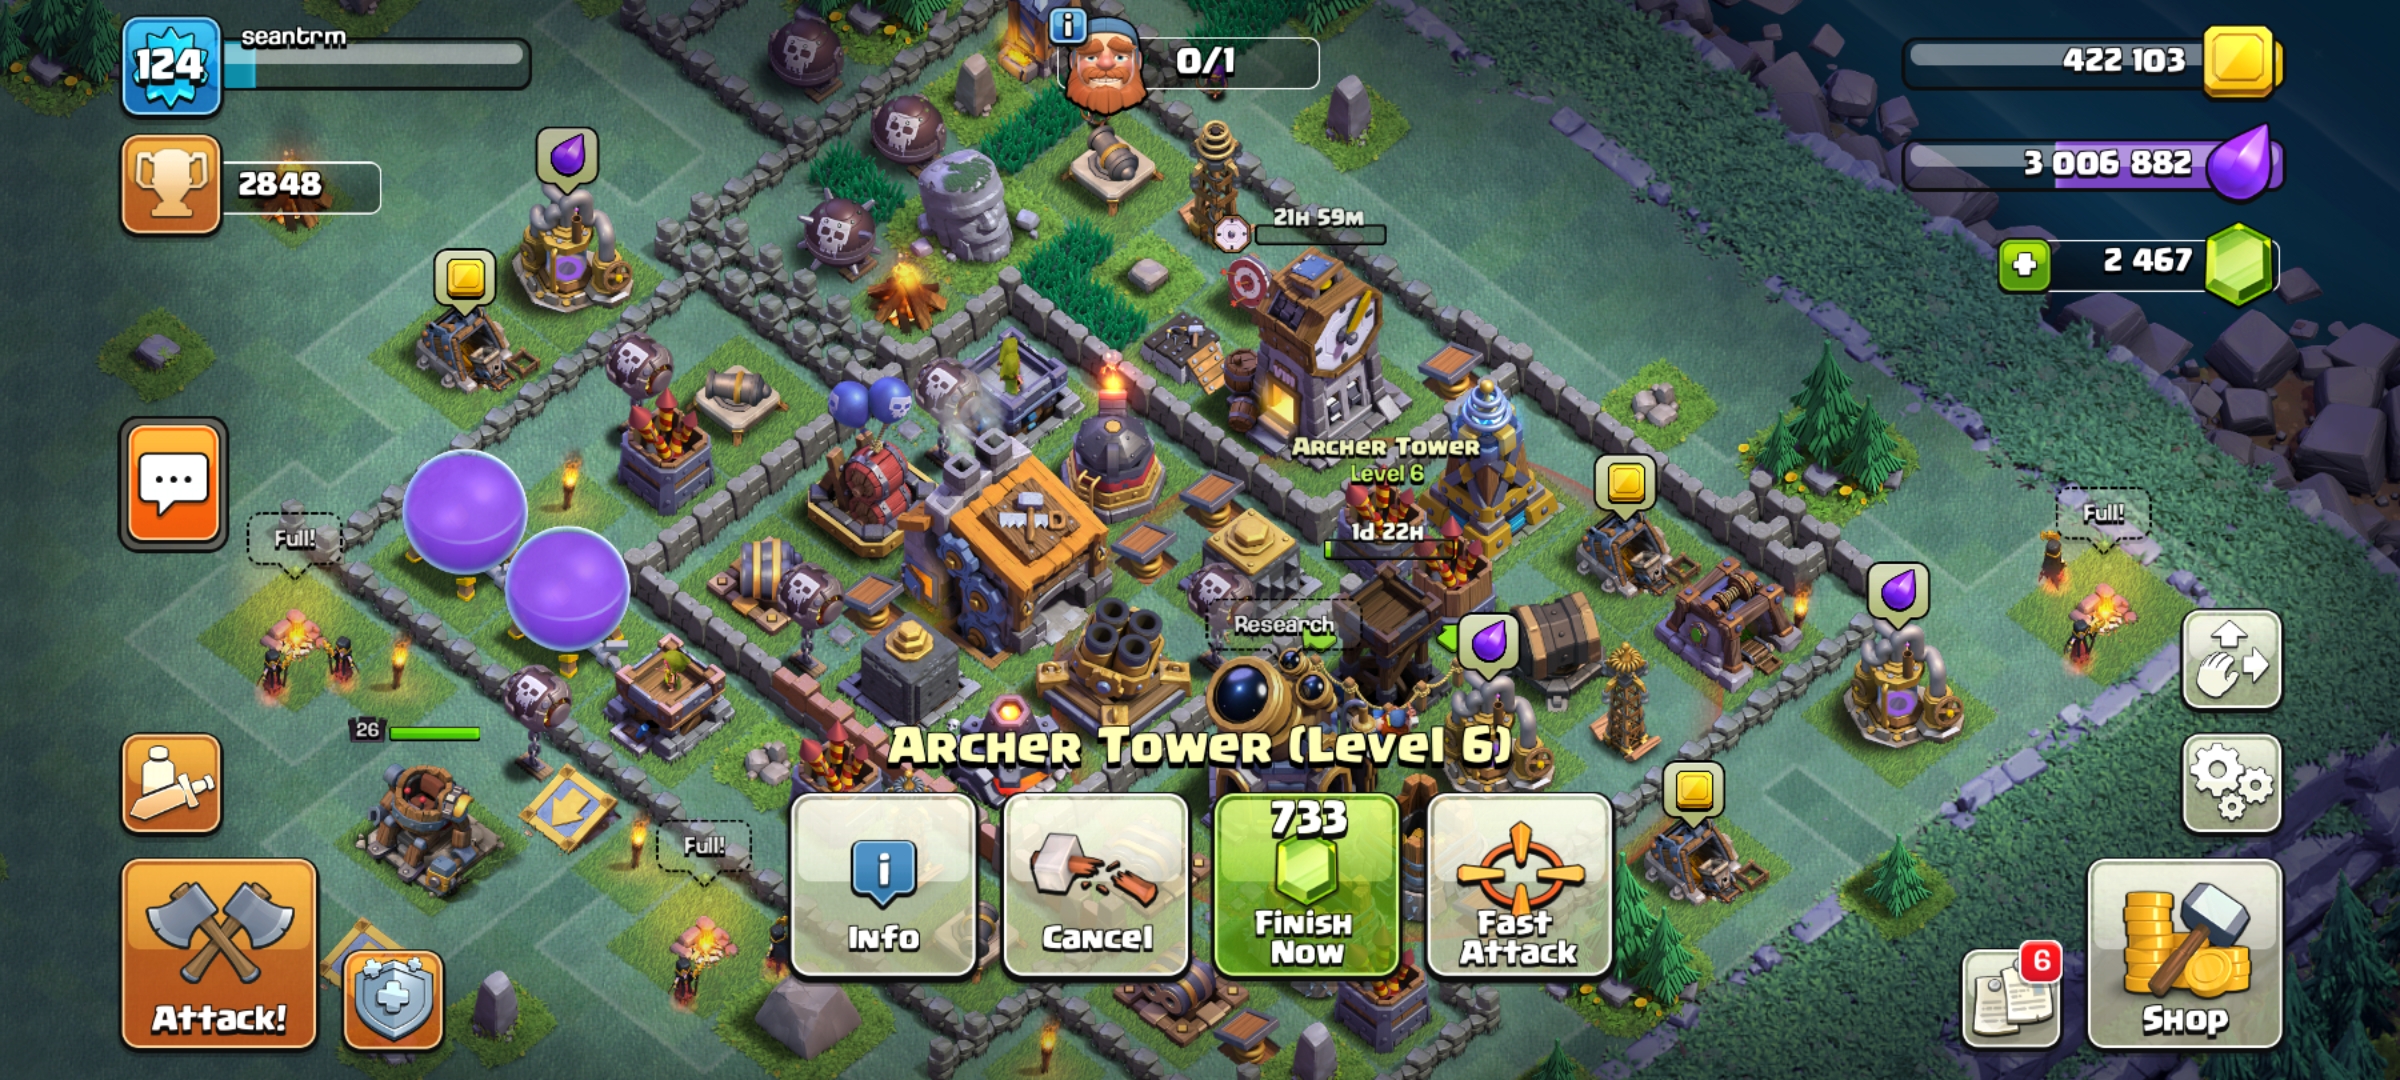 124
seantrm
0/1
422 103
2848
3 006 882
21H 59M
2 467
Archer Tower
Level 6
Full!
1d 22H
Full!
Research
26
Archer Tower (Level 6)
Full!
Info
Cancel
733
Finish
Now
Fast
Attack
Attack!
6
Shop